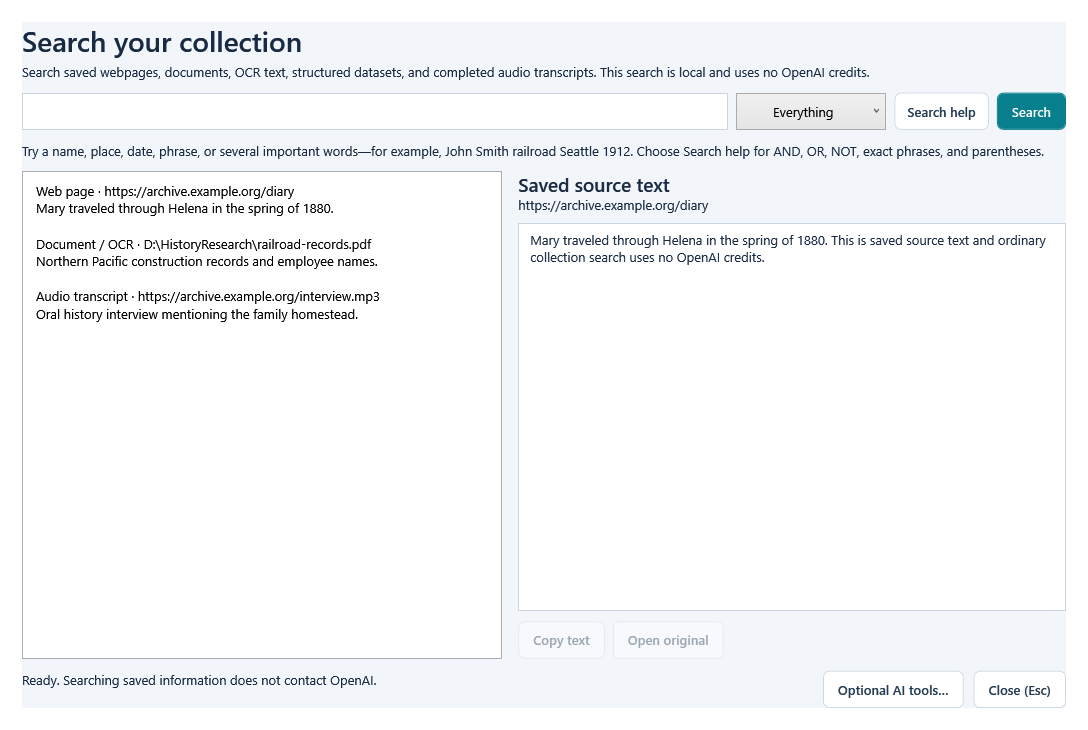 Search your collection
Search saved webpages, documents, OCR text, structured datasets, and completed audio transcripts. This search is local and uses no OpenAI credits.
Everything
Search help
Search
Try a name, place, date, phrase, or several important words—for example, John Smith railroad Seattle 1912. Choose Search help for AND, OR, NOT, exact phrases, and parentheses.
Web page · https://archive.example.org/diary
Mary traveled through Helena in the spring of 1880.
Document / OCR · D:\HistoryResearch\railroad-records.pdf
Northern Pacific construction records and employee names.
Audio transcript · https://archive.example.org/interview.mp3
Oral history interview mentioning the family homestead.
Saved source text
https://archive.example.org/diary
Mary traveled through Helena in the spring of 1880. This is saved source text and ordinary
collection search uses no OpenAI credits.
Copy text
Open original
Ready. Searching saved information does not contact OpenAI.
Optional AI tools...
Close (Esc)